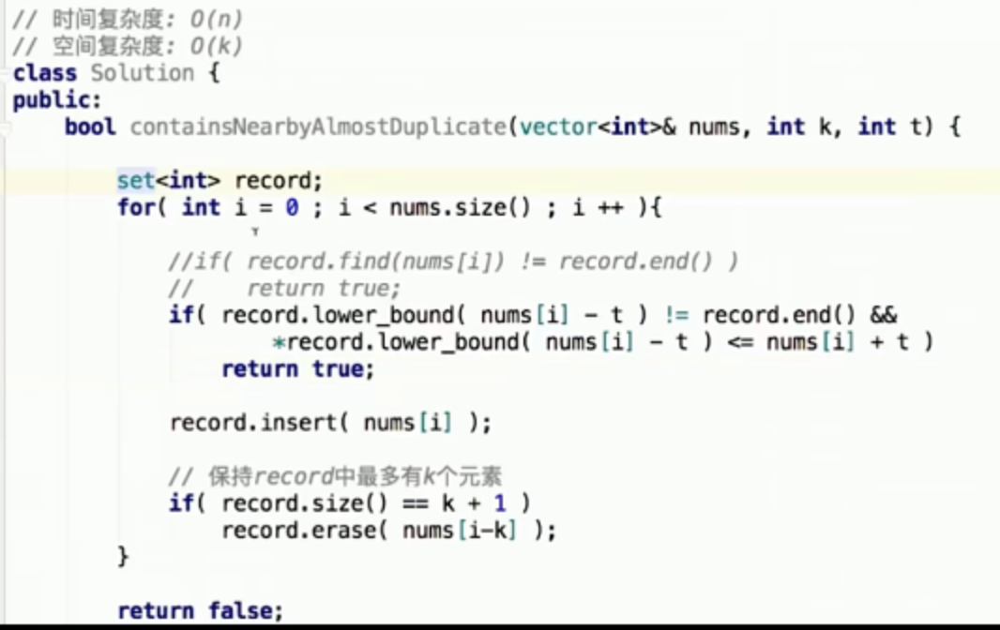 // 时间复杂度: O(n)
// 空间复杂度: O(k)
class Solution {
public:
    bool containsNearbyAlmostDuplicate(vector<int>& nums, int k, int t) {

        set<int> record;
        for( int i = 0 ; i < nums.size() ; i ++ ){

            //if( record.find(nums[i]) != record.end() )
            //    return true;
            if( record.lower_bound( nums[i] - t ) != record.end() &&
                    *record.lower_bound( nums[i] - t ) <= nums[i] + t )
                return true;

            record.insert( nums[i] );

            // 保持record中最多有k个元素
            if( record.size() == k + 1 )
                record.erase( nums[i-k] );
        }

        return false;